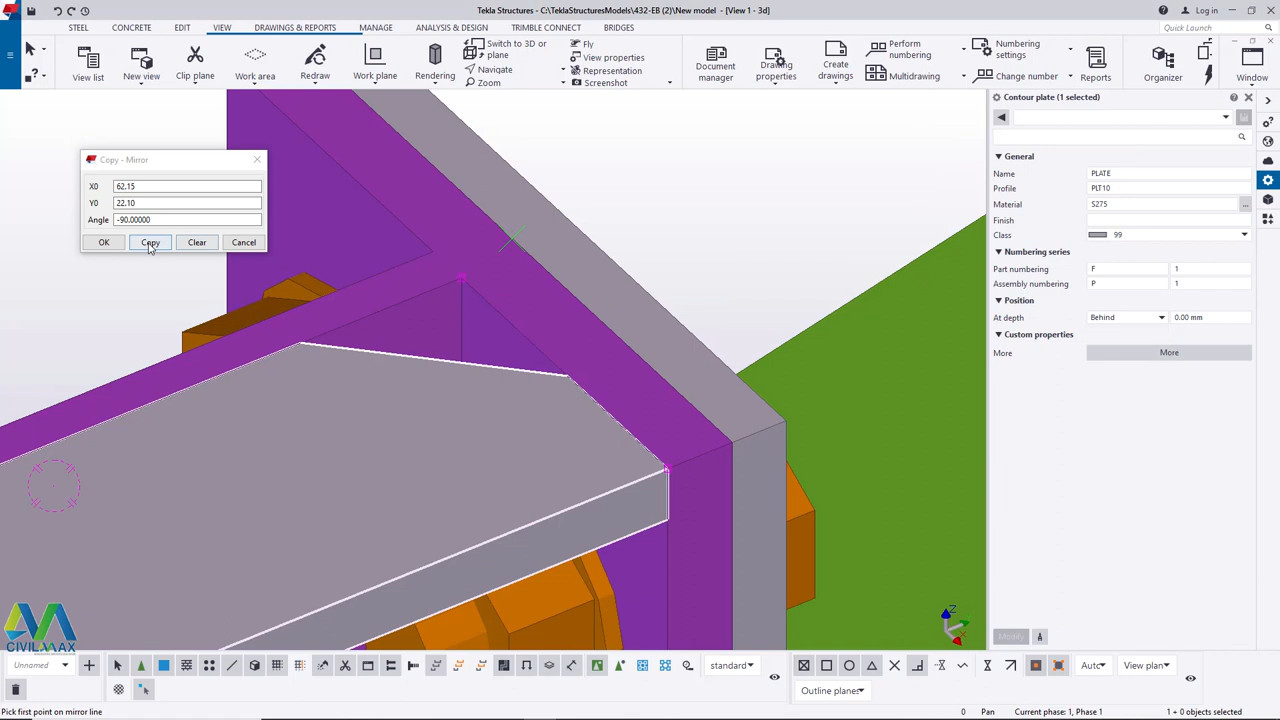 Tekla Structures - C:\TeklaStructuresModels\432-EB (2)\New model - [View 1 - 3d]
Log in
STEEL CONCRETE EDIT VIEW DRAWINGS & REPORTS MANAGE ANALYSIS & DESIGN TRIMBLE CONNECT BRIDGES
Quick Launch
View list
New view
Clip plane
Work area
Redraw
Work plane
Rendering
Switch to 3D or plane
Navigate
Zoom
Fly
View properties
Representation
Screenshot
Document manager
Drawing properties
Create drawings
Perform numbering
Multidrawing
Numbering settings
Change number
Reports
Window
Contour plate (1 selected)
General
Name PLATE
Profile PLT10
Material S275 ...
Finish
Class 99
Numbering series
Part numbering F 1
Assembly numbering P 1
Position
At depth Behind 0.00 mm
Custom properties
More More
Modify
Copy - Mirror
X0 62.15
Y0 22.10
Angle -90.00000
OK Copy Clear Cancel
CIVILMAX
Unnamed
standard
Auto
View plan
Outline planes
Pick first point on mirror line
0 Pan Current phase: 1, Phase 1 1 + 0 objects selected